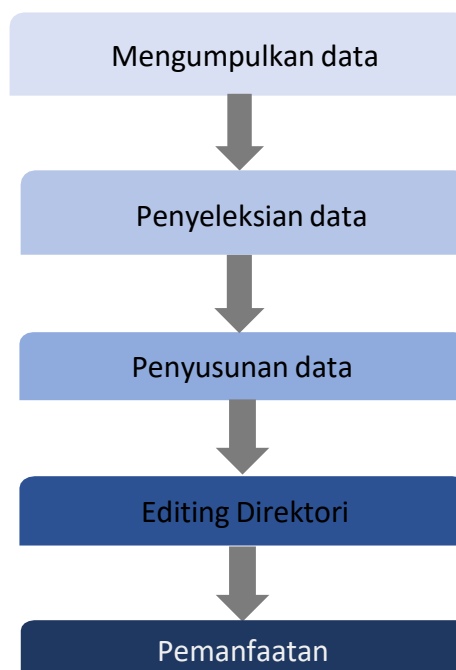 Mengumpulkan data
Penyeleksian data
Penyusunan data
Editing Direktori
Pemanfaatan